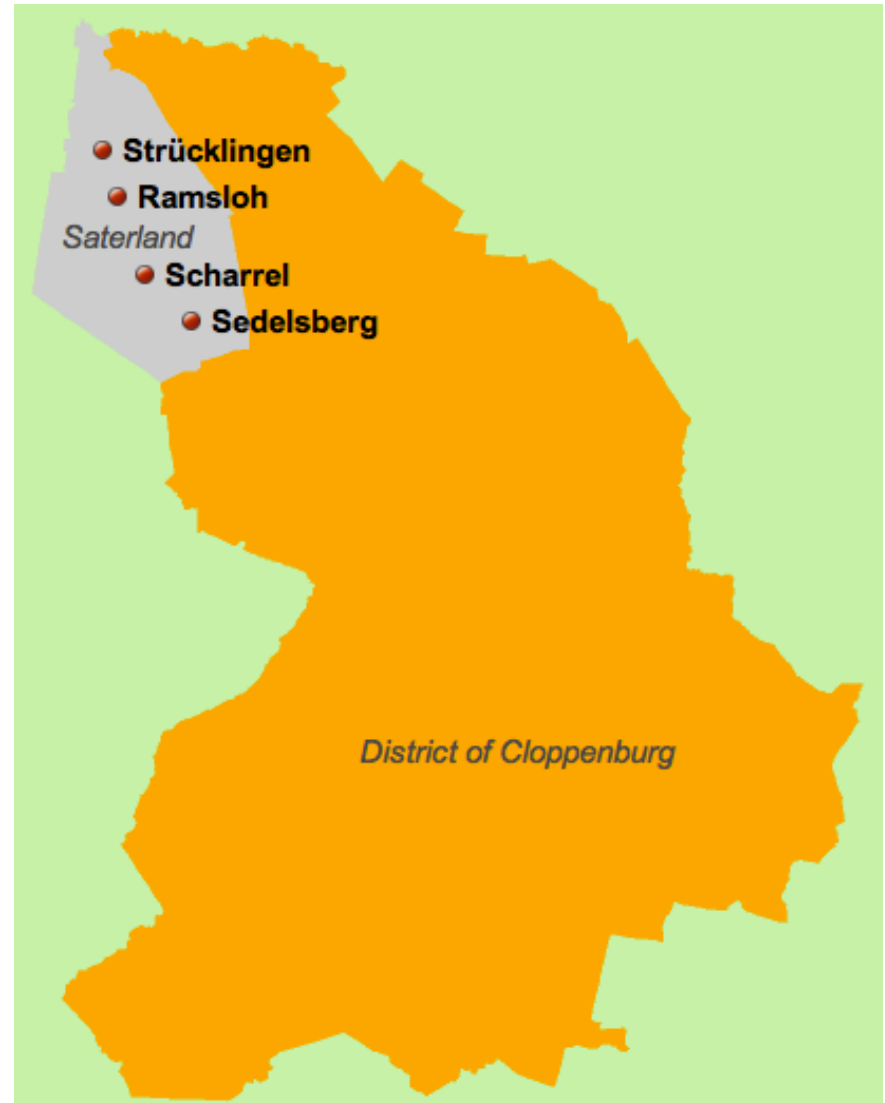 Strücklingen
Ramsloh
Saterland
Scharrel
Sedelsberg
District of Cloppenburg